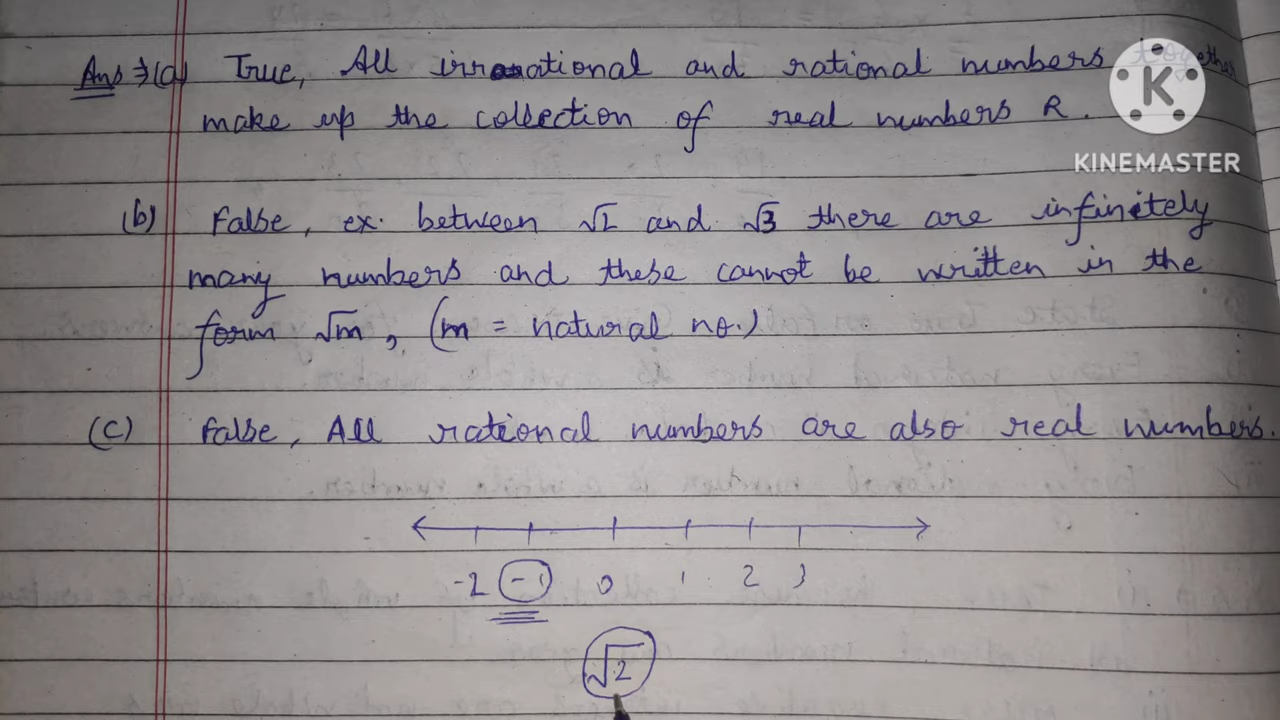 Ans ⇒ (a) True, All irrational and rational numbers together
make up the collection of real numbers R.
KINEMASTER
(b) False, ex. between √2 and √3 there are infinitely
many numbers and these cannot be written in the
form √m, (m = natural no.)
(c) False, All rational numbers are also real numbers.
-2 -1 0 1 2 3
√2